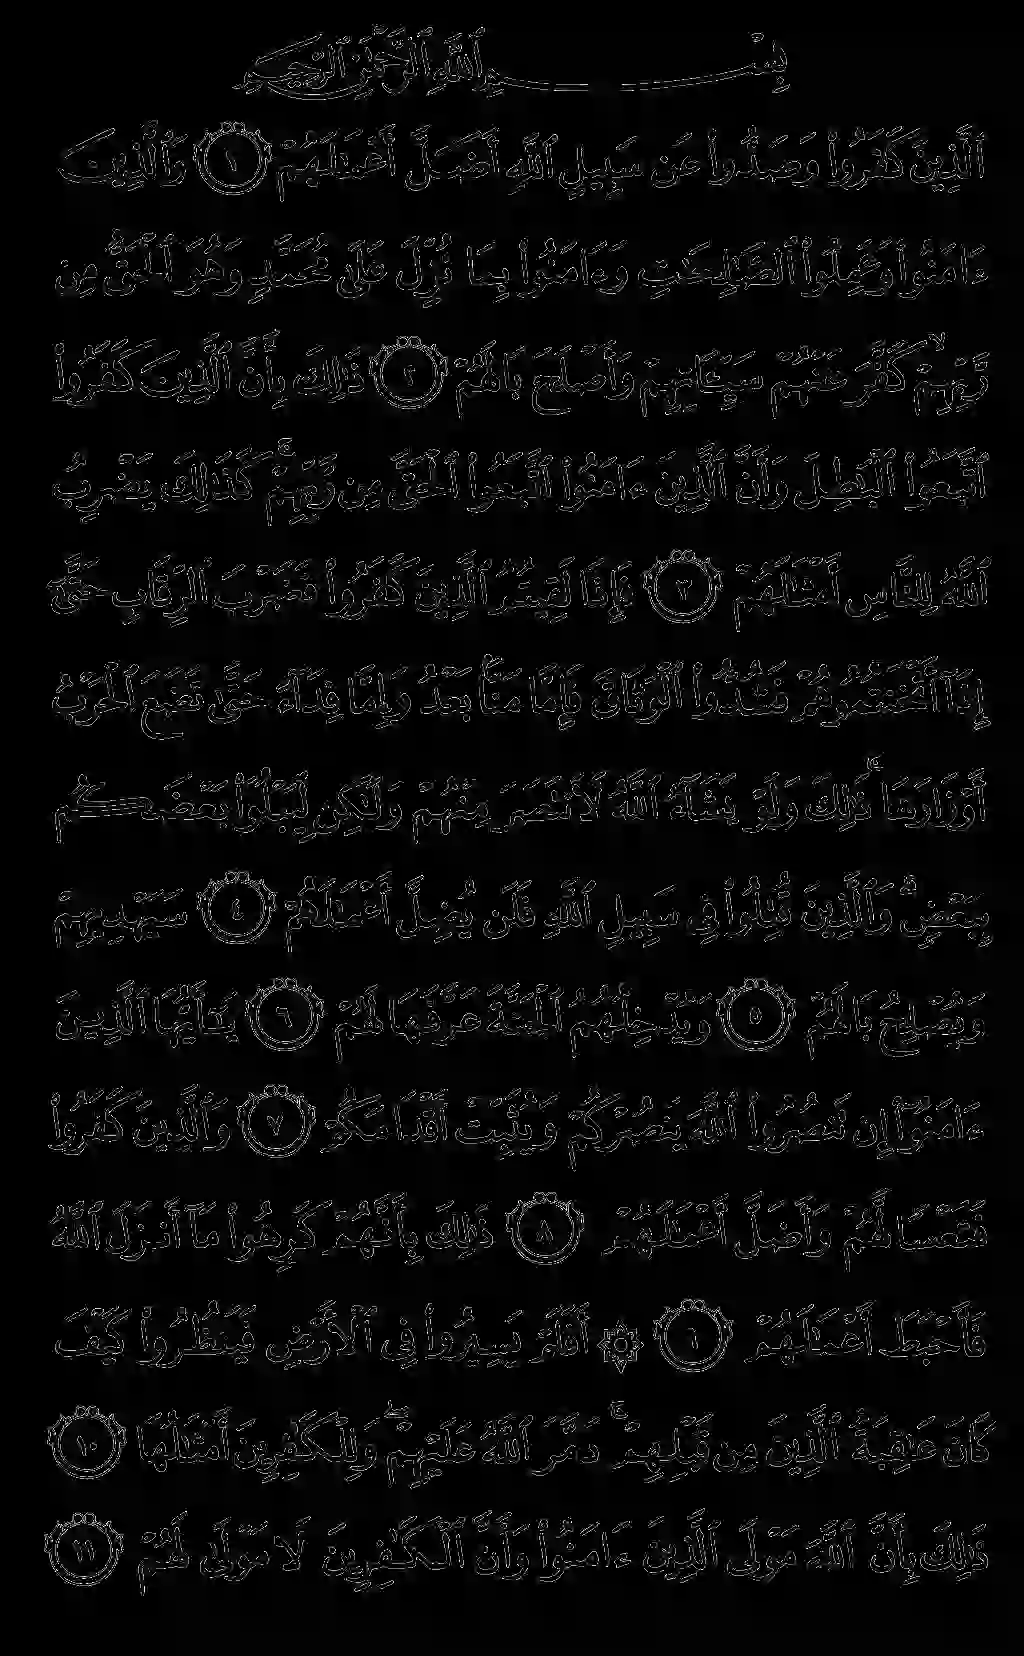 بِسْمِ ٱللَّهِ ٱلرَّحْمَٰنِ ٱلرَّحِيمِ
ٱلَّذِينَ كَفَرُوا۟ وَصَدُّوا۟ عَن سَبِيلِ ٱللَّهِ أَضَلَّ أَعْمَٰلَهُمْ ١ وَٱلَّذِينَ
ءَامَنُوا۟ وَعَمِلُوا۟ ٱلصَّٰلِحَٰتِ وَءَامَنُوا۟ بِمَا نُزِّلَ عَلَىٰ مُحَمَّدٍ وَهُوَ ٱلْحَقُّ مِن
رَّبِّهِمْ ۙ كَفَّرَ عَنْهُمْ سَيِّـَٔاتِهِمْ وَأَصْلَحَ بَالَهُمْ ٢ ذَٰلِكَ بِأَنَّ ٱلَّذِينَ كَفَرُوا۟
ٱتَّبَعُوا۟ ٱلْبَٰطِلَ وَأَنَّ ٱلَّذِينَ ءَامَنُوا۟ ٱتَّبَعُوا۟ ٱلْحَقَّ مِن رَّبِّهِمْ ۚ كَذَٰلِكَ يَضْرِبُ
ٱللَّهُ لِلنَّاسِ أَمْثَٰلَهُمْ ٣ فَإِذَا لَقِيتُمُ ٱلَّذِينَ كَفَرُوا۟ فَضَرْبَ ٱلرِّقَابِ حَتَّىٰٓ
إِذَآ أَثْخَنتُمُوهُمْ فَشُدُّوا۟ ٱلْوَثَاقَ فَإِمَّا مَنًّۢا بَعْدُ وَإِمَّا فِدَآءً حَتَّىٰ تَضَعَ ٱلْحَرْبُ
أَوْزَارَهَا ۚ ذَٰلِكَ وَلَوْ يَشَآءُ ٱللَّهُ لَٱنتَصَرَ مِنْهُمْ وَلَٰكِن لِّيَبْلُوَا۟ بَعْضَكُم
بِبَعْضٍ ۗ وَٱلَّذِينَ قُتِلُوا۟ فِى سَبِيلِ ٱللَّهِ فَلَن يُضِلَّ أَعْمَٰلَهُمْ ٤ سَيَهْدِيهِمْ
وَيُصْلِحُ بَالَهُمْ ٥ وَيُدْخِلُهُمُ ٱلْجَنَّةَ عَرَّفَهَا لَهُمْ ٦ يَٰٓأَيُّهَا ٱلَّذِينَ
ءَامَنُوٓا۟ إِن تَنصُرُوا۟ ٱللَّهَ يَنصُرْكُمْ وَيُثَبِّتْ أَقْدَامَكُمْ ٧ وَٱلَّذِينَ كَفَرُوا۟
فَتَعْسًا لَّهُمْ وَأَضَلَّ أَعْمَٰلَهُمْ ٨ ذَٰلِكَ بِأَنَّهُمْ كَرِهُوا۟ مَآ أَنزَلَ ٱللَّهُ
فَأَحْبَطَ أَعْمَٰلَهُمْ ٩ ۞ أَفَلَمْ يَسِيرُوا۟ فِى ٱلْأَرْضِ فَيَنظُرُوا۟ كَيْفَ
كَانَ عَٰقِبَةُ ٱلَّذِينَ مِن قَبْلِهِمْ ۚ دَمَّرَ ٱللَّهُ عَلَيْهِمْ ۖ وَلِلْكَٰفِرِينَ أَمْثَٰلُهَا ١٠
ذَٰلِكَ بِأَنَّ ٱللَّهَ مَوْلَى ٱلَّذِينَ ءَامَنُوا۟ وَأَنَّ ٱلْكَٰفِرِينَ لَا مَوْلَىٰ لَهُمْ ١١